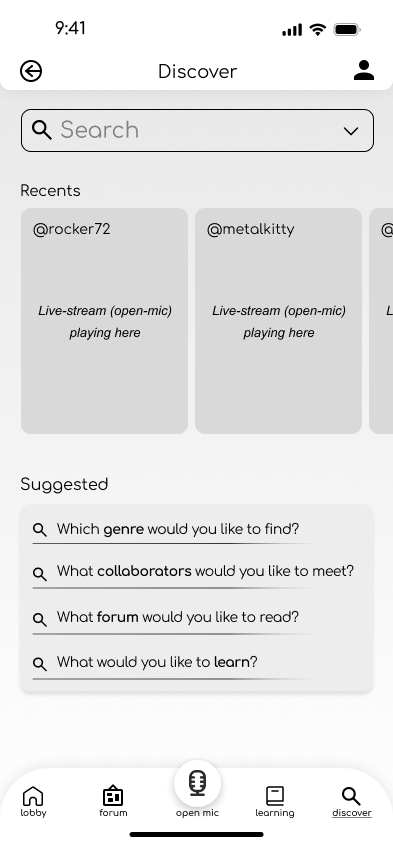 9:41
Discover
Search
Recents
@rocker72
@metalkitty
@
Live-stream (open-mic)
playing here
Live-stream (open-mic)
playing here
L
Suggested
Which genre would you like to find?
What collaborators would you like to meet?
What forum would you like to read?
What would you like to learn?
lobby
forum
open mic
learning
discover